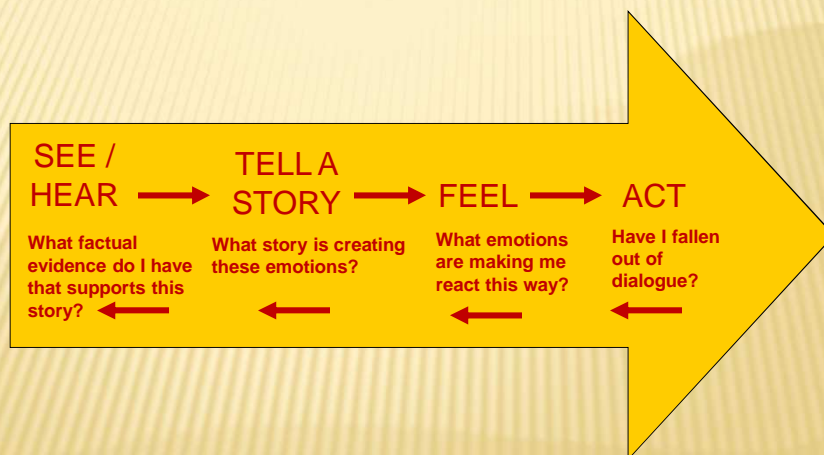 SEE /
HEAR
TELL A
STORY
FEEL
ACT
What factual
evidence do I have
that supports this
story?
What story is creating
these emotions?
What emotions
are making me
react this way?
Have I fallen
out of
dialogue?